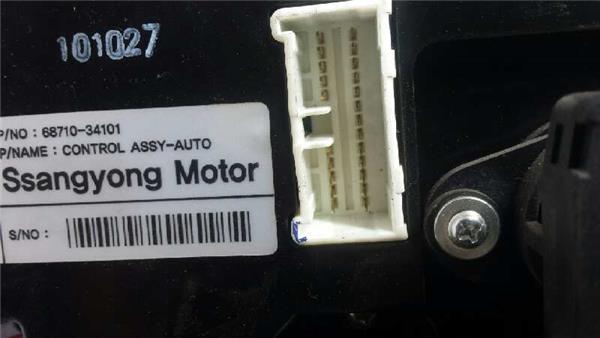 101027
P/NO : 68710-34101
P/NAME : CONTROL ASSY-AUTO
Ssangyong Motor
S/NO :